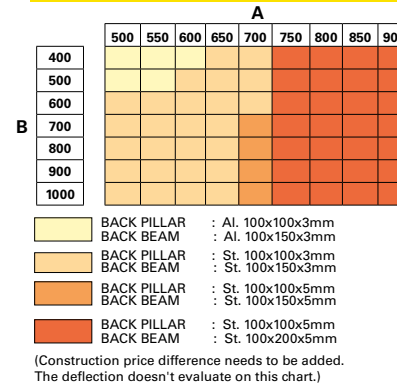 A
500 550 600 650 700 750 800 850 90
400
500
600
B 700
800
900
1000
BACK PILLAR : Al. 100x100x3mm
BACK BEAM : Al. 100x150x3mm
BACK PILLAR : St. 100x100x3mm
BACK BEAM : St. 100x150x3mm
BACK PILLAR : St. 100x100x5mm
BACK BEAM : St. 100x150x5mm
BACK PILLAR : St. 100x100x5mm
BACK BEAM : St. 100x200x5mm
(Construction price difference needs to be added.
The deflection doesn't evaluate on this chart.)